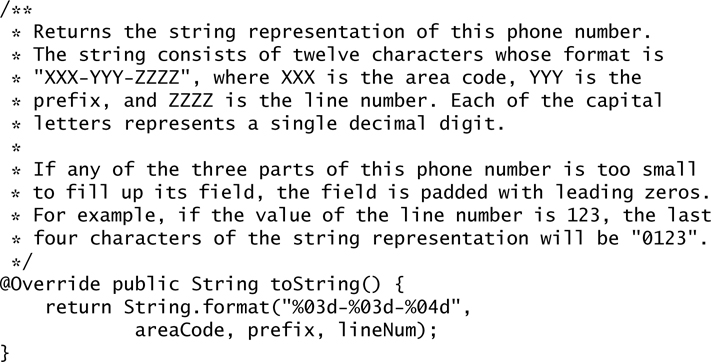 /**
 * Returns the string representation of this phone number.
 * The string consists of twelve characters whose format is
 * "XXX-YYY-ZZZZ", where XXX is the area code, YYY is the
 * prefix, and ZZZZ is the line number. Each of the capital
 * letters represents a single decimal digit.
 *
 * If any of the three parts of this phone number is too small
 * to fill up its field, the field is padded with leading zeros.
 * For example, if the value of the line number is 123, the last
 * four characters of the string representation will be "0123".
 */
@Override public String toString() {
    return String.format("%03d-%03d-%04d",
            areaCode, prefix, lineNum);
}